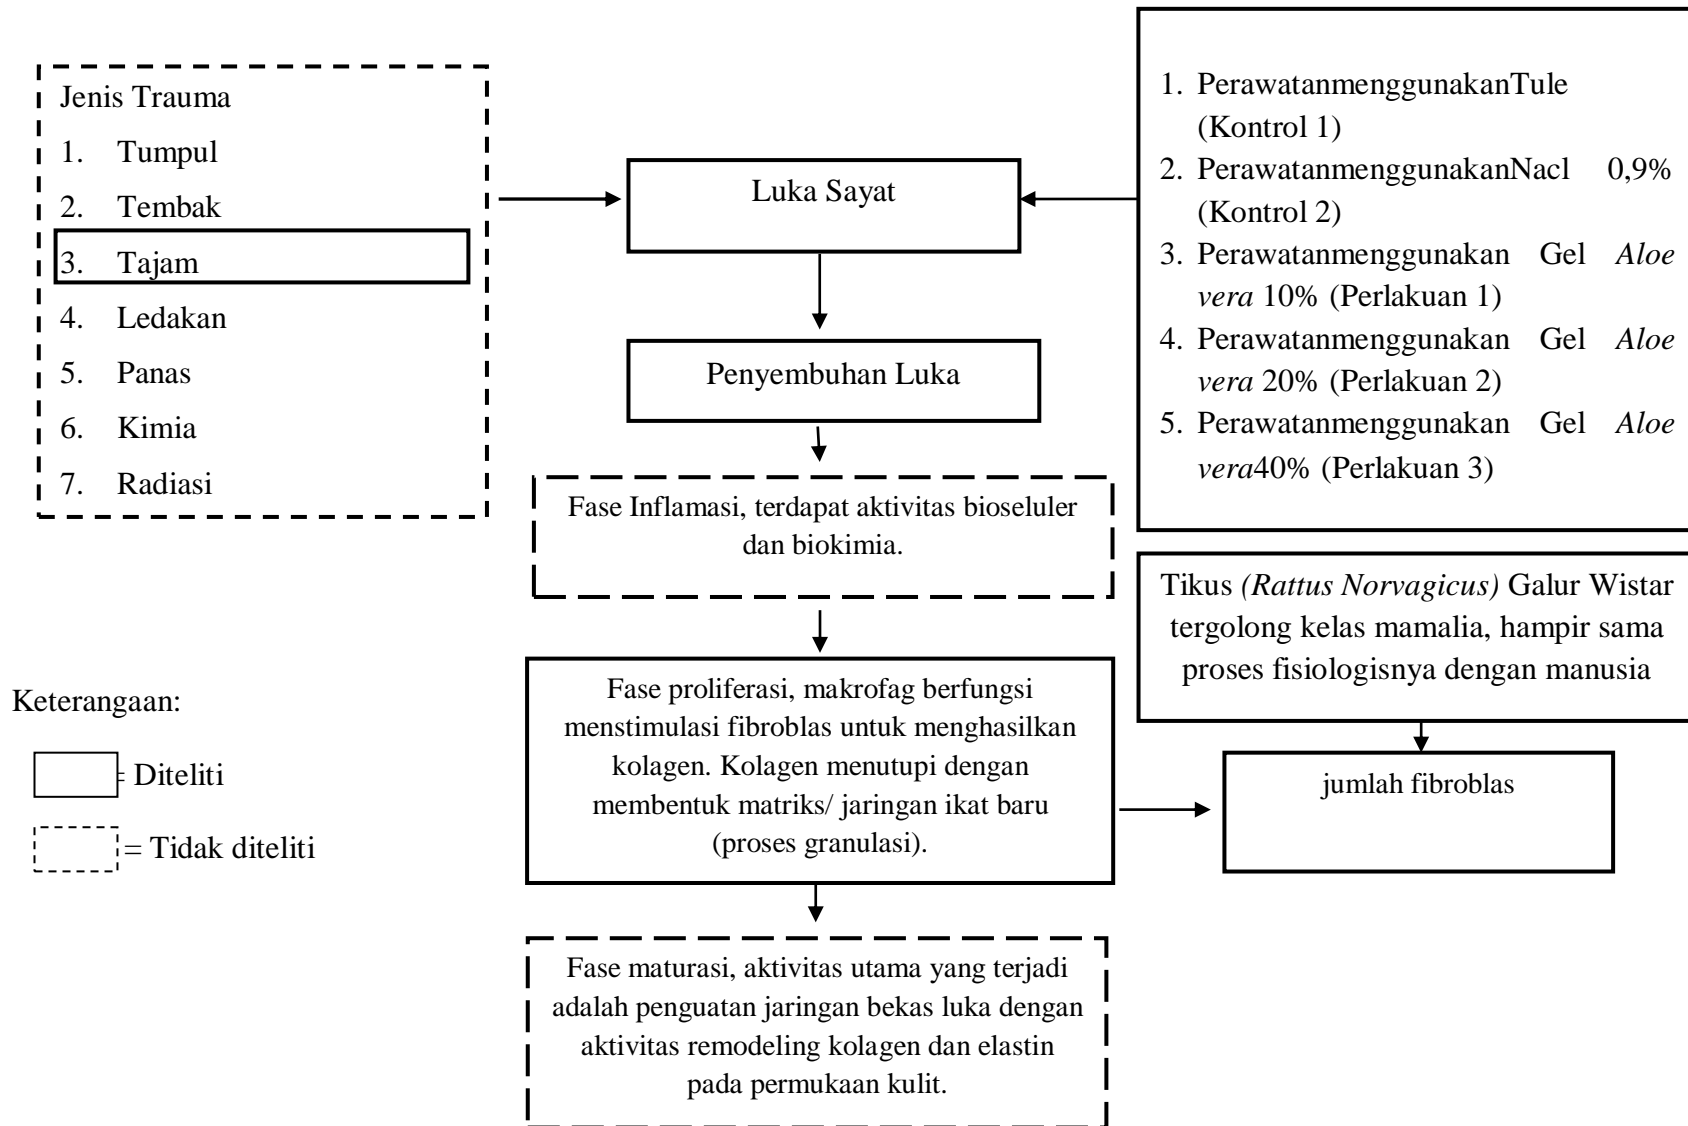 Jenis Trauma
1. Tumpul
2. Tembak
3. Tajam
4. Ledakan
5. Panas
6. Kimia
7. Radiasi
Luka Sayat
Penyembuhan Luka
Fase Inflamasi, terdapat aktivitas bioseluler
dan biokimia.
Fase proliferasi, makrofag berfungsi
menstimulasi fibroblas untuk menghasilkan
kolagen. Kolagen menutupi dengan
membentuk matriks/ jaringan ikat baru
(proses granulasi).
Fase maturasi, aktivitas utama yang terjadi
adalah penguatan jaringan bekas luka dengan
aktivitas remodeling kolagen dan elastin
pada permukaan kulit.
1. PerawatanmenggunakanTule
(Kontrol 1)
2. PerawatanmenggunakanNacl 0,9%
(Kontrol 2)
3. Perawatanmenggunakan Gel Aloe
vera 10% (Perlakuan 1)
4. Perawatanmenggunakan Gel Aloe
vera 20% (Perlakuan 2)
5. Perawatanmenggunakan Gel Aloe
vera40% (Perlakuan 3)
Tikus (Rattus Norvagicus) Galur Wistar
tergolong kelas mamalia, hampir sama
proses fisiologisnya dengan manusia
jumlah fibroblas
Keterangaan:
= Diteliti
= Tidak diteliti